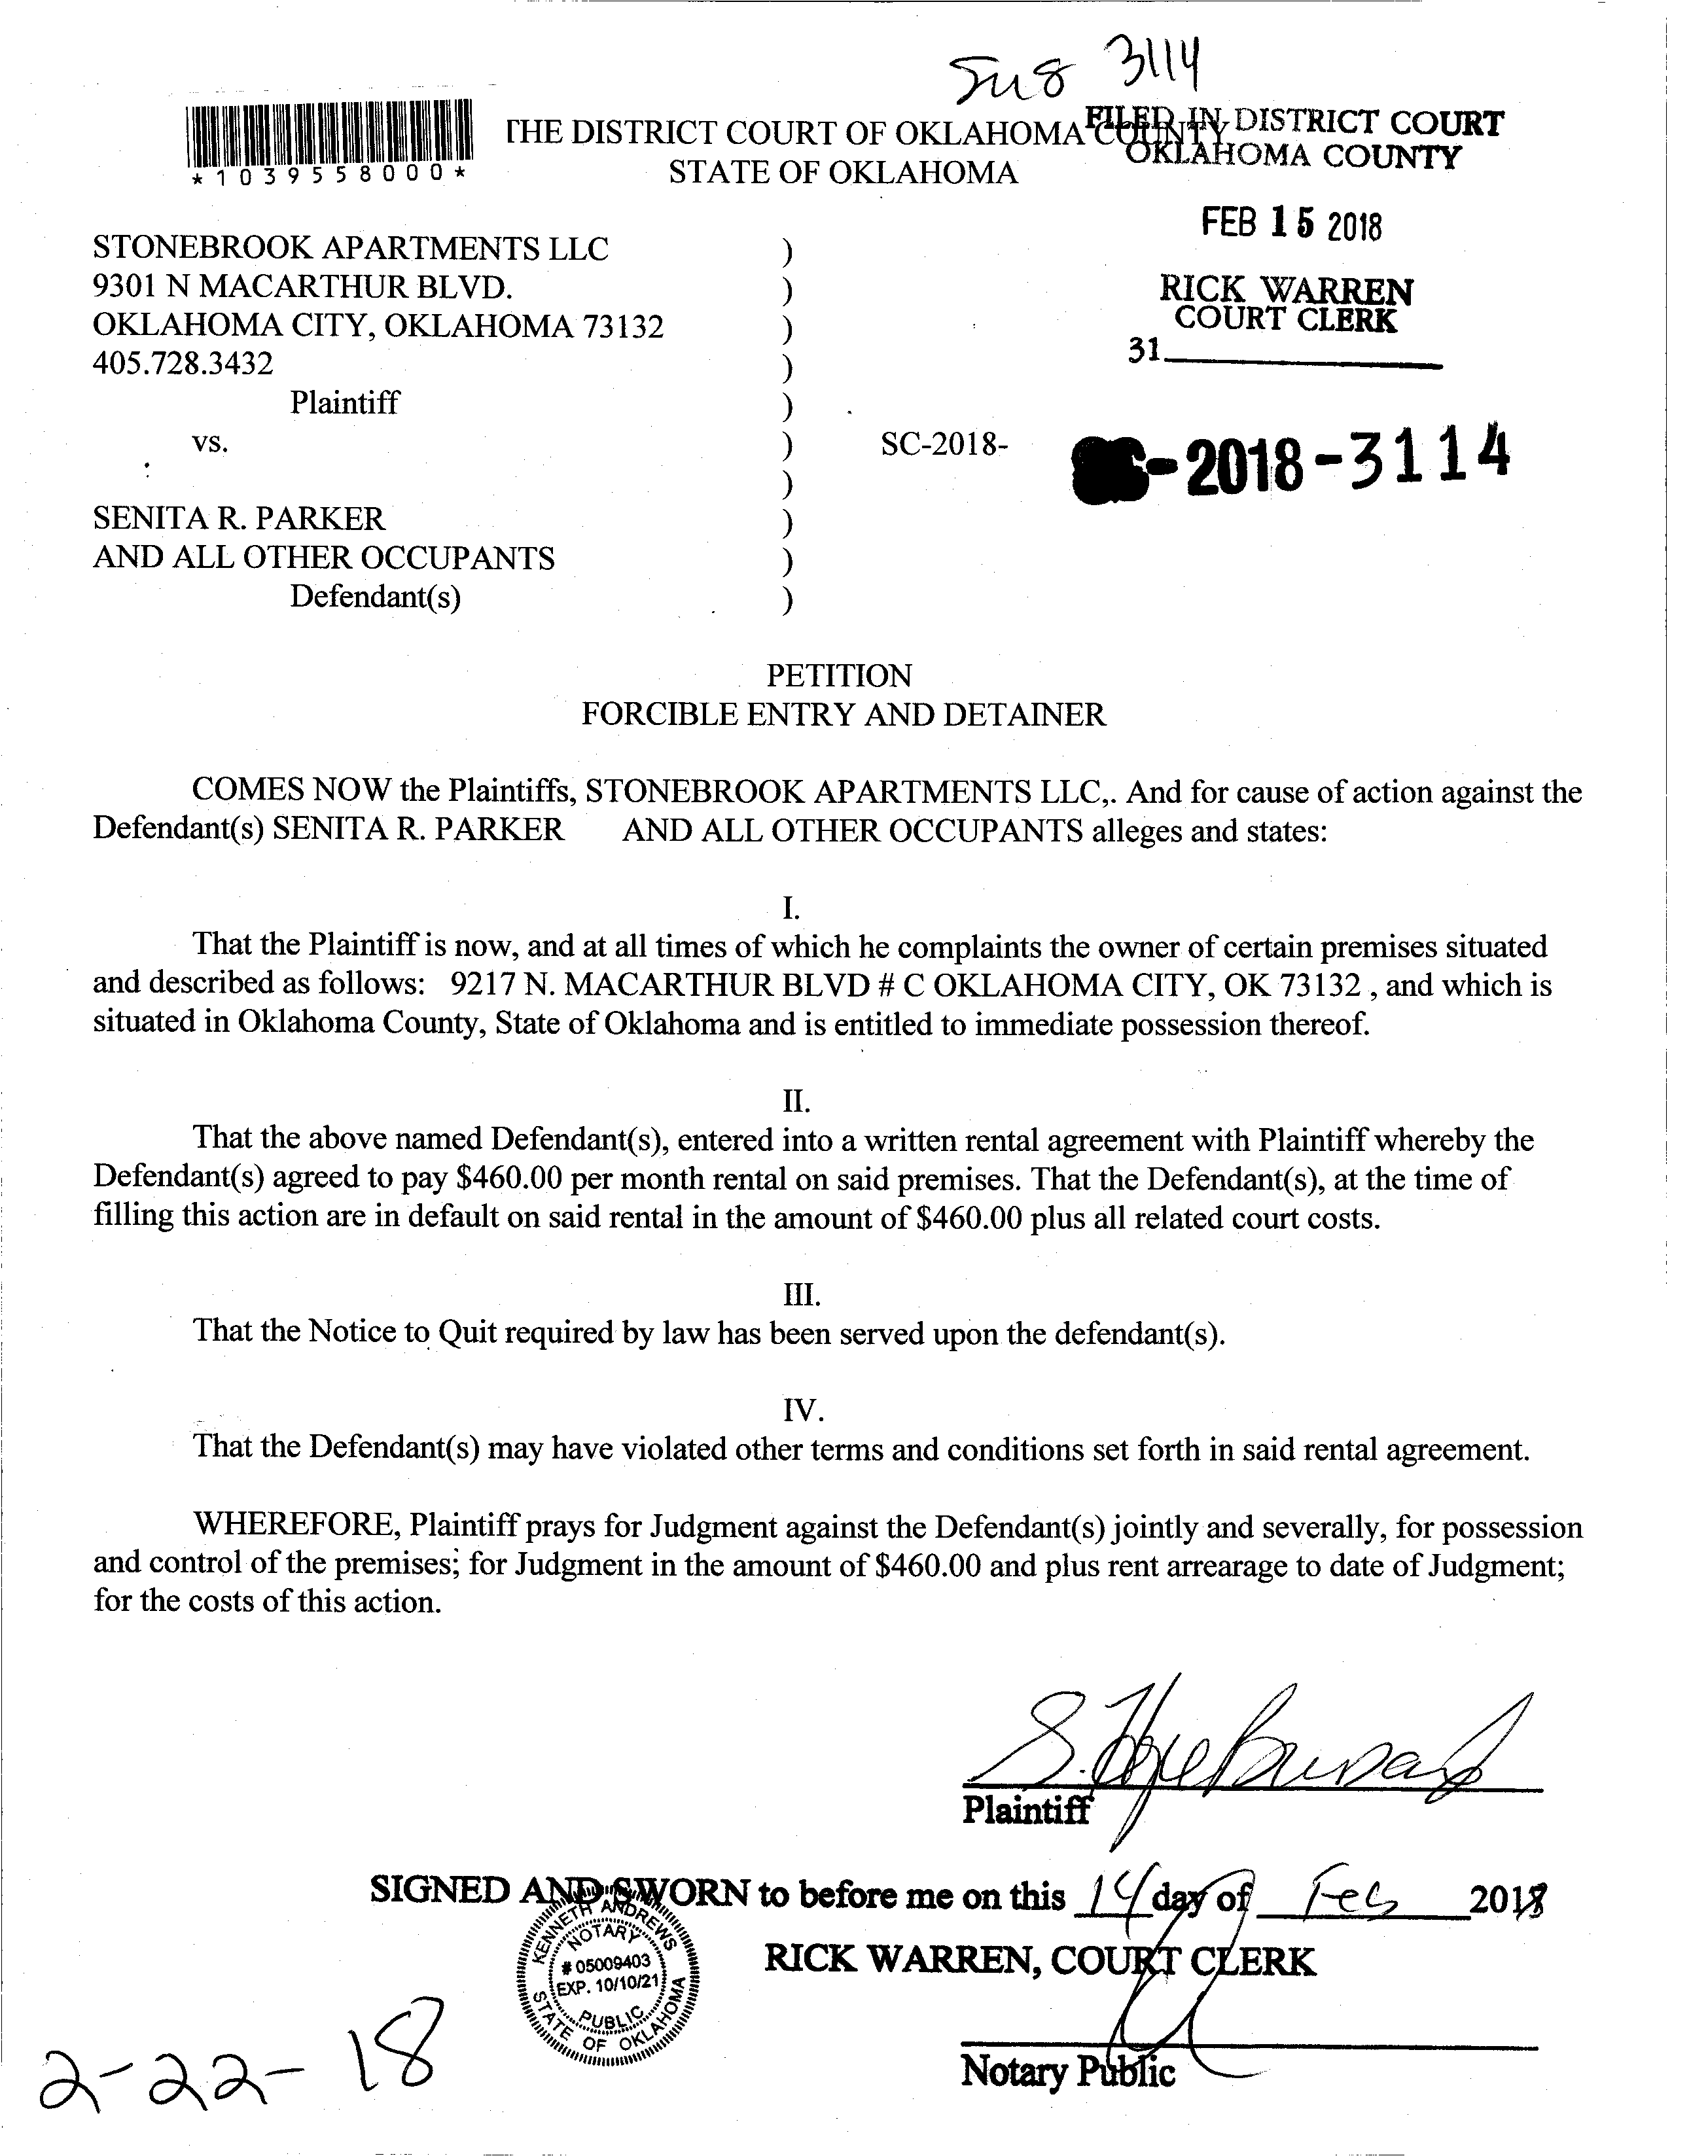 3114
THE DISTRICT COURT OF OKLAHOMA COUNTY
STATE OF OKLAHOMA
*1039558000*
FILED IN DISTRICT COURT
OKLAHOMA COUNTY
FEB 15 2018
RICK WARREN
COURT CLERK
31
STONEBROOK APARTMENTS LLC )
9301 N MACARTHUR BLVD. )
OKLAHOMA CITY, OKLAHOMA 73132 )
405.728.3432 )
Plaintiff )
vs. ) SC-2018- -2018-3114
)
SENITA R. PARKER )
AND ALL OTHER OCCUPANTS )
Defendant(s) )
PETITION
FORCIBLE ENTRY AND DETAINER
COMES NOW the Plaintiffs, STONEBROOK APARTMENTS LLC,. And for cause of action against the
Defendant(s) SENITA R. PARKER AND ALL OTHER OCCUPANTS alleges and states:
I.
That the Plaintiff is now, and at all times of which he complaints the owner of certain premises situated
and described as follows: 9217 N. MACARTHUR BLVD # C OKLAHOMA CITY, OK 73132 , and which is
situated in Oklahoma County, State of Oklahoma and is entitled to immediate possession thereof.
II.
That the above named Defendant(s), entered into a written rental agreement with Plaintiff whereby the
Defendant(s) agreed to pay $460.00 per month rental on said premises. That the Defendant(s), at the time of
filling this action are in default on said rental in the amount of $460.00 plus all related court costs.
III.
That the Notice to Quit required by law has been served upon the defendant(s).
IV.
That the Defendant(s) may have violated other terms and conditions set forth in said rental agreement.
WHEREFORE, Plaintiff prays for Judgment against the Defendant(s) jointly and severally, for possession
and control of the premises; for Judgment in the amount of $460.00 and plus rent arrearage to date of Judgment;
for the costs of this action.
Plaintiff
SIGNED AND SWORN to before me on this 14 day of Feb 2018
KENNETH ANDREWS
NOTARY
# 05009403
EXP. 10/10/21
PUBLIC
STATE OF OKLAHOMA
RICK WARREN, COURT CLERK
Notary Public
2-22-18